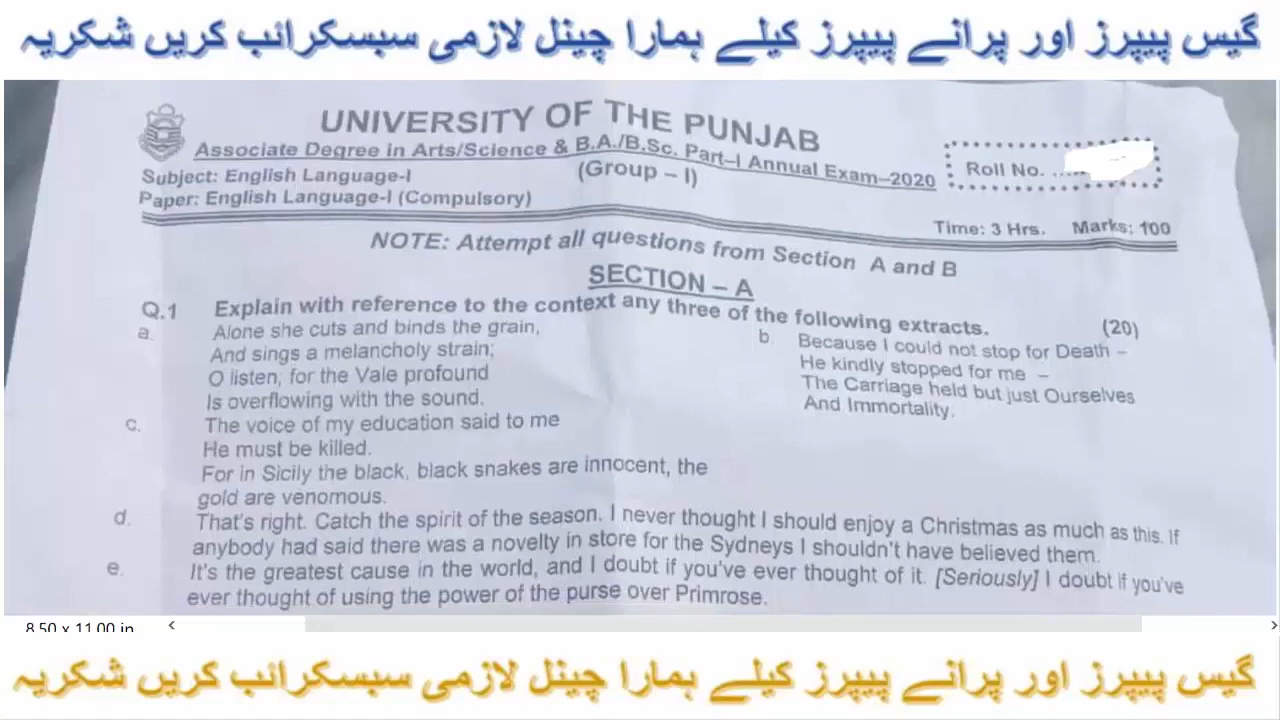 گیس پیپرز اور پرانے پیپرز کیلے ہمارا چینل لازمی سبسکرائب کریں شکریہ
UNIVERSITY OF THE PUNJAB
Associate Degree in Arts/Science & B.A./B.Sc. Part–I Annual Exam–2020
Roll No. .....
Subject: English Language-I
(Group – I)
Paper: English Language-I (Compulsory)
Time: 3 Hrs. Marks: 100
NOTE: Attempt all questions from Section A and B
SECTION – A
Q.1 Explain with reference to the context any three of the following extracts. (20)
a. Alone she cuts and binds the grain,
And sings a melancholy strain;
O listen, for the Vale profound
Is overflowing with the sound.
b Because I could not stop for Death –
He kindly stopped for me –
The Carriage held but just Ourselves
And Immortality.
c. The voice of my education said to me
He must be killed.
For in Sicily the black, black snakes are innocent, the
gold are venomous.
d. That's right. Catch the spirit of the season. I never thought I should enjoy a Christmas as much as this. If
anybody had said there was a novelty in store for the Sydneys I shouldn't have believed them.
e. It's the greatest cause in the world, and I doubt if you've ever thought of it. [Seriously] I doubt if you've
ever thought of using the power of the purse over Primrose.
8.50 x 11.00 in
گیس پیپرز اور پرانے پیپرز کیلے ہمارا چینل لازمی سبسکرائب کریں شکریہ